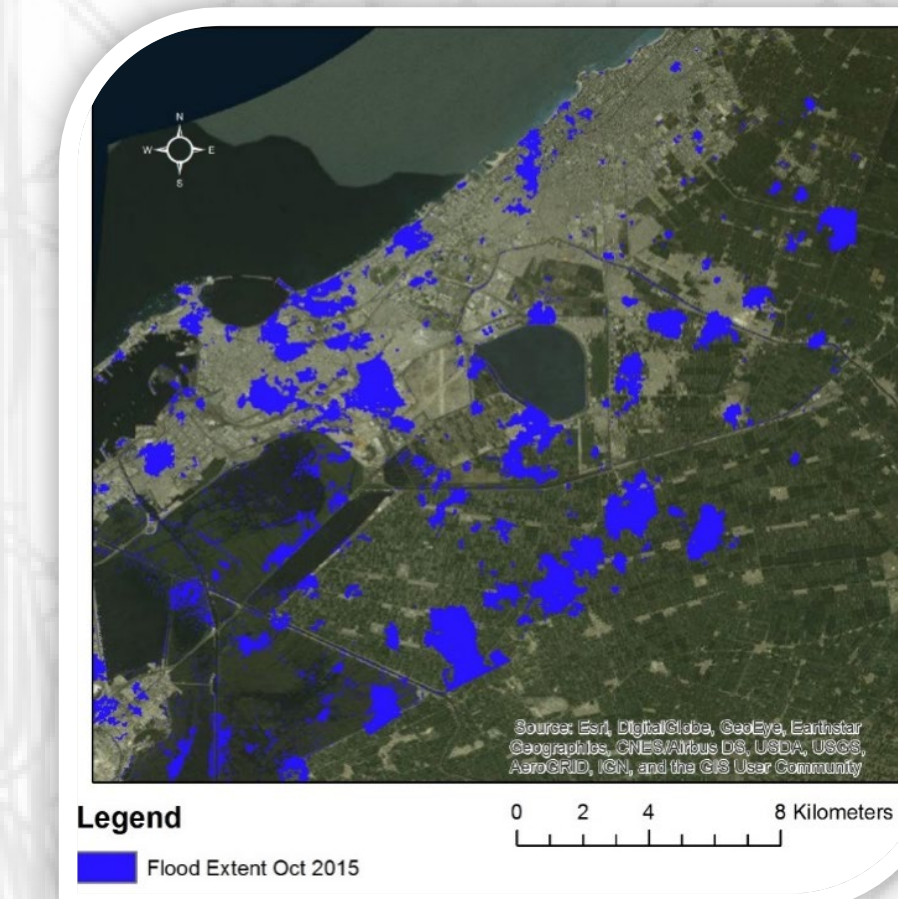 N
W E
S
Source: Esri, DigitalGlobe, GeoEye, Earthstar
Geographics, CNES/Airbus DS, USDA, USGS,
AeroGRID, IGN, and the GIS User Community
Legend
0 2 4 8 Kilometers
Flood Extent Oct 2015